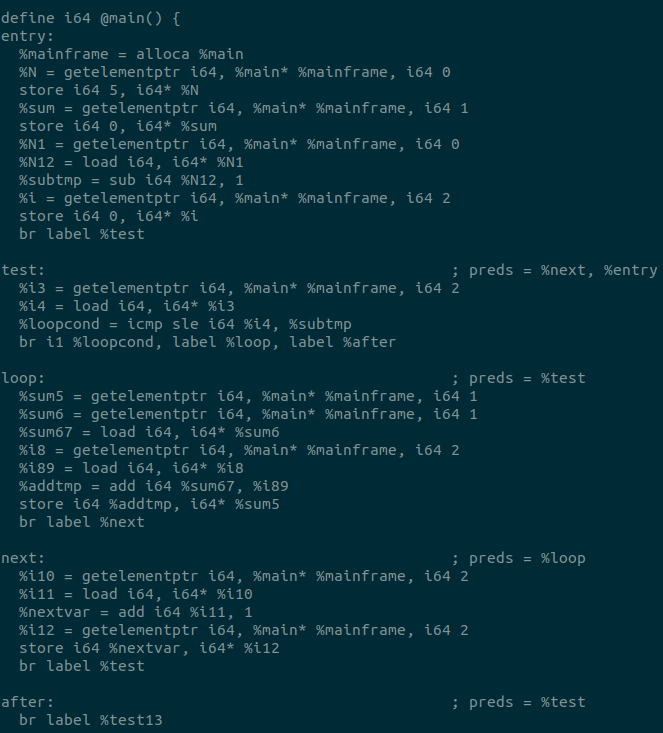 define i64 @main() {
entry:
  %mainframe = alloca %main
  %N = getelementptr i64, %main* %mainframe, i64 0
  store i64 5, i64* %N
  %sum = getelementptr i64, %main* %mainframe, i64 1
  store i64 0, i64* %sum
  %N1 = getelementptr i64, %main* %mainframe, i64 0
  %N12 = load i64, i64* %N1
  %subtmp = sub i64 %N12, 1
  %i = getelementptr i64, %main* %mainframe, i64 2
  store i64 0, i64* %i
  br label %test
test:                                             ; preds = %next, %entry
  %i3 = getelementptr i64, %main* %mainframe, i64 2
  %i4 = load i64, i64* %i3
  %loopcond = icmp sle i64 %i4, %subtmp
  br i1 %loopcond, label %loop, label %after
loop:                                             ; preds = %test
  %sum5 = getelementptr i64, %main* %mainframe, i64 1
  %sum6 = getelementptr i64, %main* %mainframe, i64 1
  %sum67 = load i64, i64* %sum6
  %i8 = getelementptr i64, %main* %mainframe, i64 2
  %i89 = load i64, i64* %i8
  %addtmp = add i64 %sum67, %i89
  store i64 %addtmp, i64* %sum5
  br label %next
next:                                             ; preds = %loop
  %i10 = getelementptr i64, %main* %mainframe, i64 2
  %i11 = load i64, i64* %i10
  %nextvar = add i64 %i11, 1
  %i12 = getelementptr i64, %main* %mainframe, i64 2
  store i64 %nextvar, i64* %i12
  br label %test
after:                                            ; preds = %test
  br label %test13